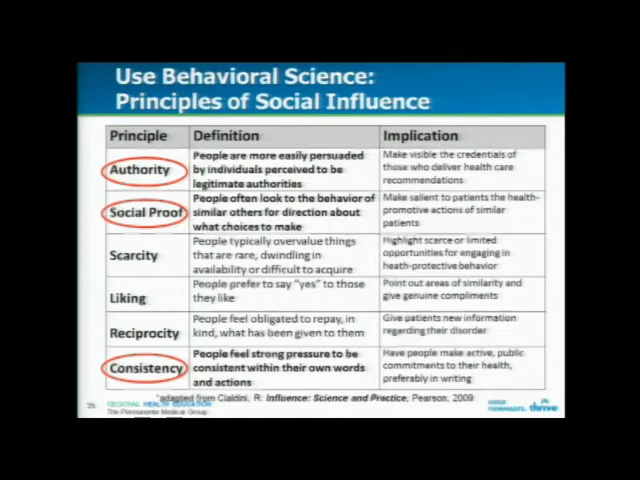 Use Behavioral Science:
Principles of Social Influence
Principle Definition Implication
Authority
People are more easily persuaded
by individuals perceived to be
legitimate authorities
Make visible the credentials of
those who deliver health care
recommendations
Social Proof
People often look to the behavior of
similar others for direction about
what choices to make
Make salient to patients the health-
promotive actions of similar
patients
Scarcity
People typically overvalue things
that are rare, dwindling in
availability or difficult to acquire
Highlight scarce or limited
opportunities for engaging in
heath-protective behavior
Liking
People prefer to say "yes" to those
they like
Point out areas of similarity and
give genuine compliments
Reciprocity
People feel obligated to repay, in
kind, what has been given to them
Give patients new information
regarding their disorder
Consistency
People feel strong pressure to be
consistent within their own words
and actions
Have people make active, public
commitments to their health,
preferably in writing
*adapted from Cialdini, R: Influence: Science and Practice, Pearson, 2009
REGIONAL HEALTH EDUCATION
The Permanente Medical Group
thrive